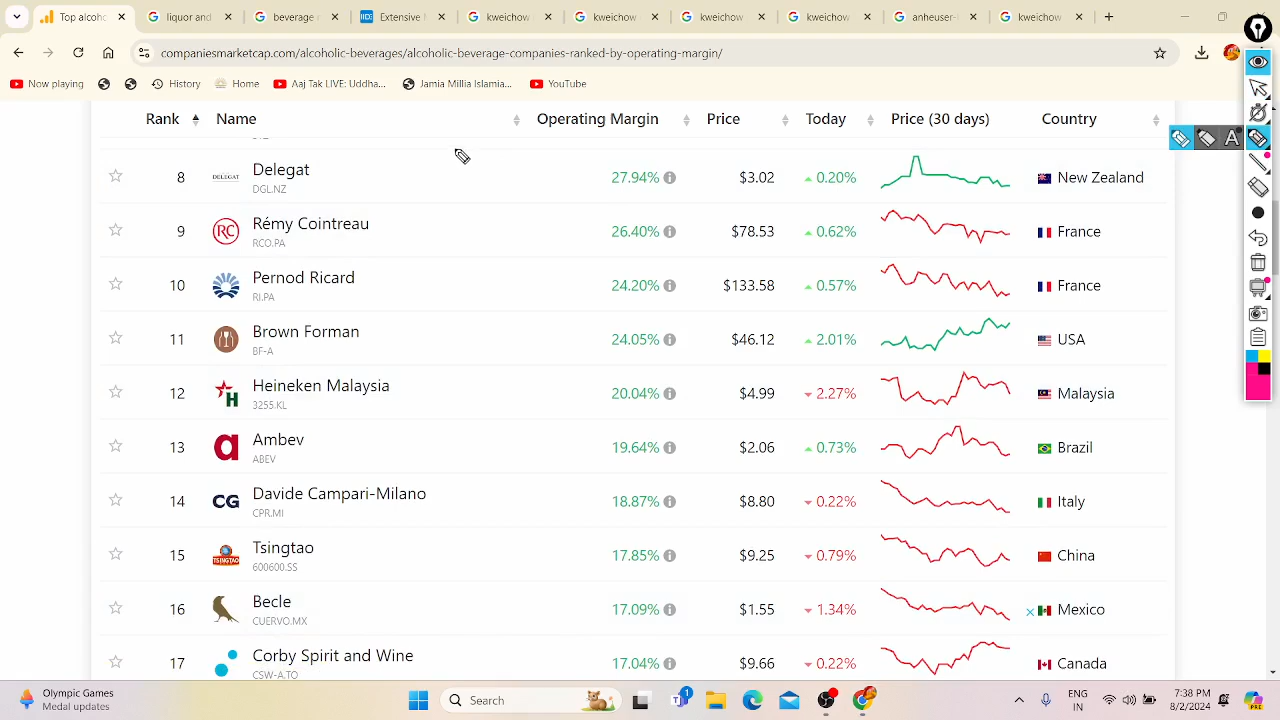 Top alcoho
liquor and
beverage
Extensive
kweichow
kweichow
kweichow
kweichow
anheuser-
kweichow
companiesmarketcap.com/alcoholic-beverages/alcoholic-beverage-companies-ranked-by-operating-margin/
Now playing History Home Aaj Tak LIVE: Uddha... Jamia Millia Islamia... YouTube
Rank Name Operating Margin Price Today Price (30 days) Country
8 DELEGAT Delegat 27.94% $3.02 0.20% New Zealand
DGL.NZ
9 RC Rémy Cointreau 26.40% $78.53 0.62% France
RCO.PA
10 Pernod Ricard 24.20% $133.58 0.57% France
RI.PA
11 Brown Forman 24.05% $46.12 2.01% USA
BF-A
12 H Heineken Malaysia 20.04% $4.99 2.27% Malaysia
3255.KL
13 a Ambev 19.64% $2.06 0.73% Brazil
ABEV
14 CG Davide Campari-Milano 18.87% $8.80 0.22% Italy
CPR.MI
15 TSINGTAO Tsingtao 17.85% $9.25 0.79% China
600600.SS
16 Becle 17.09% $1.55 1.34% Mexico
CUERVO.MX
17 Corby Spirit and Wine 17.04% $9.66 0.22% Canada
CSW-A.TO
Olympic Games
Medal updates
Search
1
ENG
IN
7:38 PM
8/2/2024
A